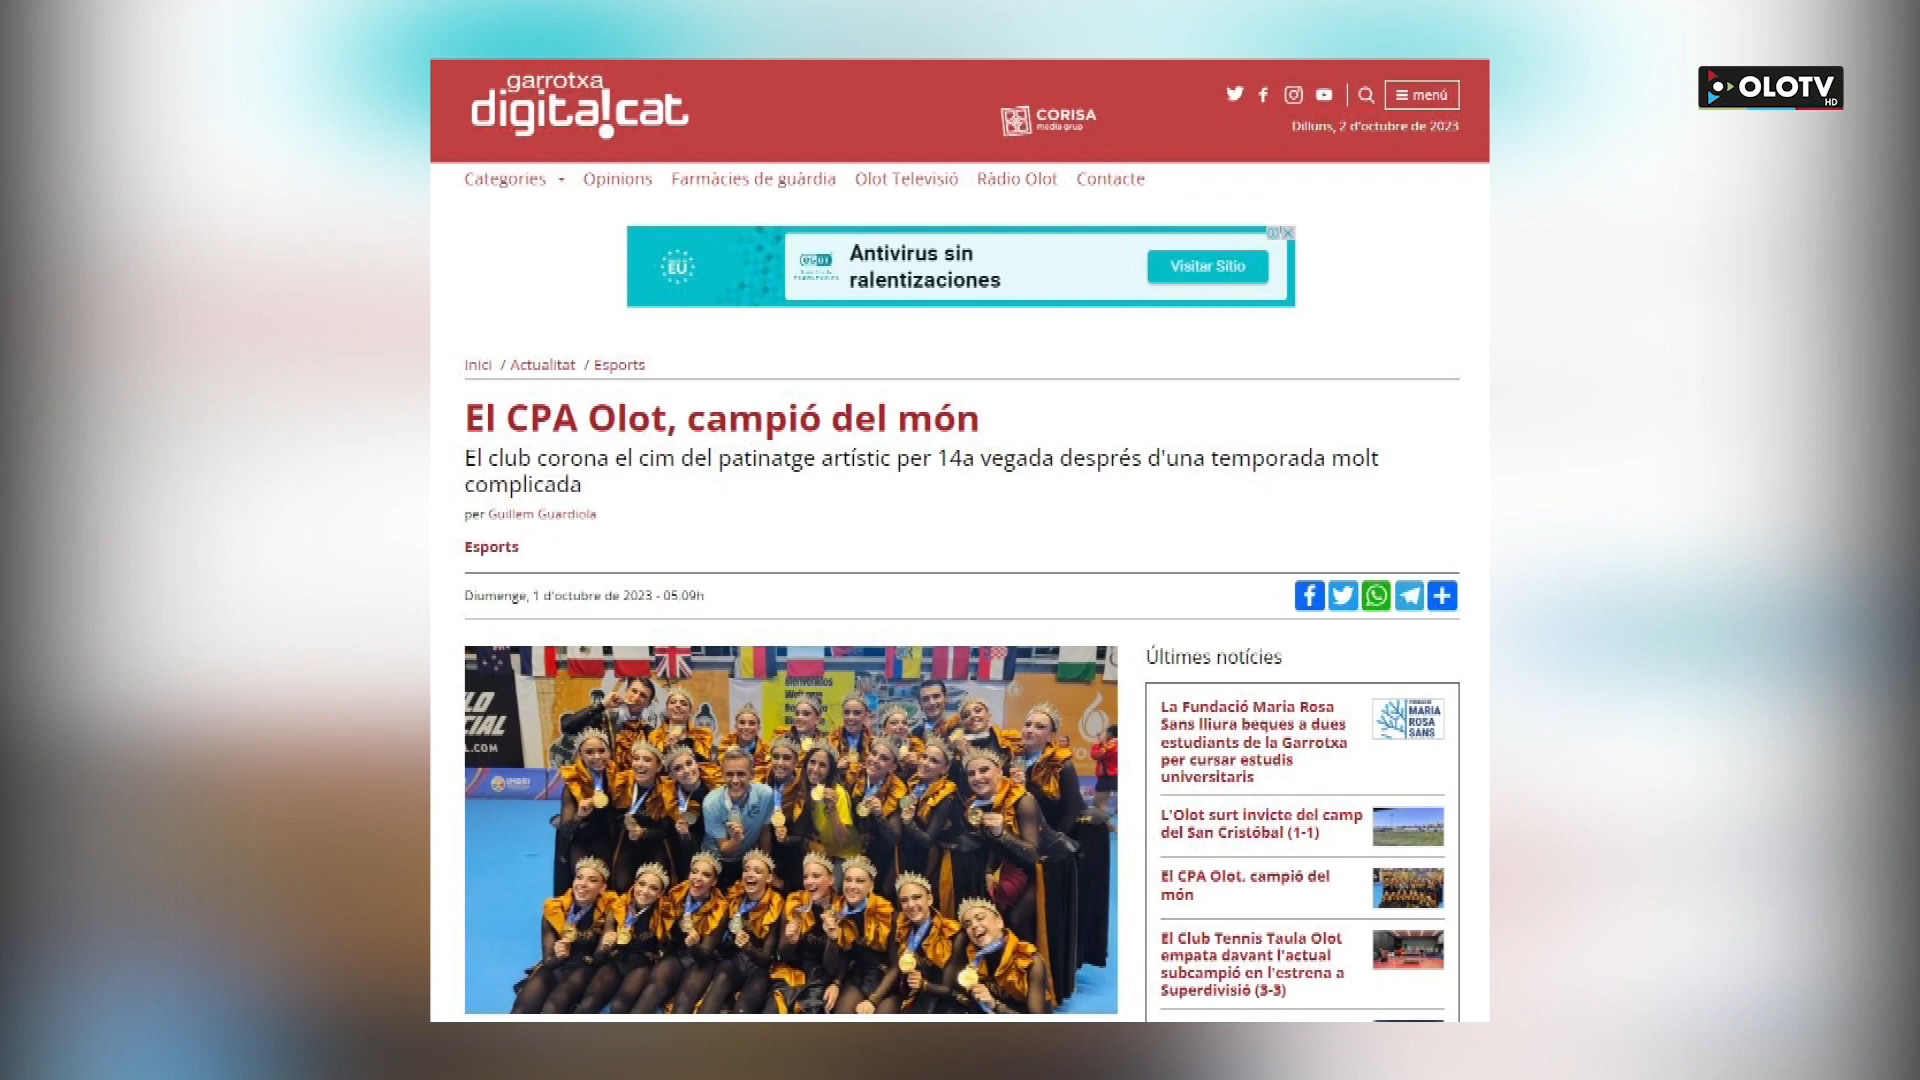 garrotxa
digital!cat
CORISA
media grup
menú
Dilluns, 2 d'octubre de 2023
OLOTV
HD
Categories
Opinions
Farmàcies de guàrdia
Olot Televisió
Ràdio Olot
Contacte
EU
Antivirus sin
ralentizaciones
Visitar Sitio
Inici / Actualitat / Esports
El CPA Olot, campió del món
El club corona el cim del patinatge artístic per 14a vegada després d'una temporada molt
complicada
per Guillem Guardiola
Esports
Diumenge, 1 d'octubre de 2023 - 05:09h
Bienvenidos
Welcome
L.COM
Últimes notícies
La Fundació Maria Rosa
Sans lliura beques a dues
estudiants de la Garrotxa
per cursar estudis
universitaris
MARIA
ROSA
SANS
L'Olot surt invicte del camp
del San Cristóbal (1-1)
El CPA Olot, campió del
món
El Club Tennis Taula Olot
empata davant l'actual
subcampió en l'estrena a
Superdivisió (3-3)